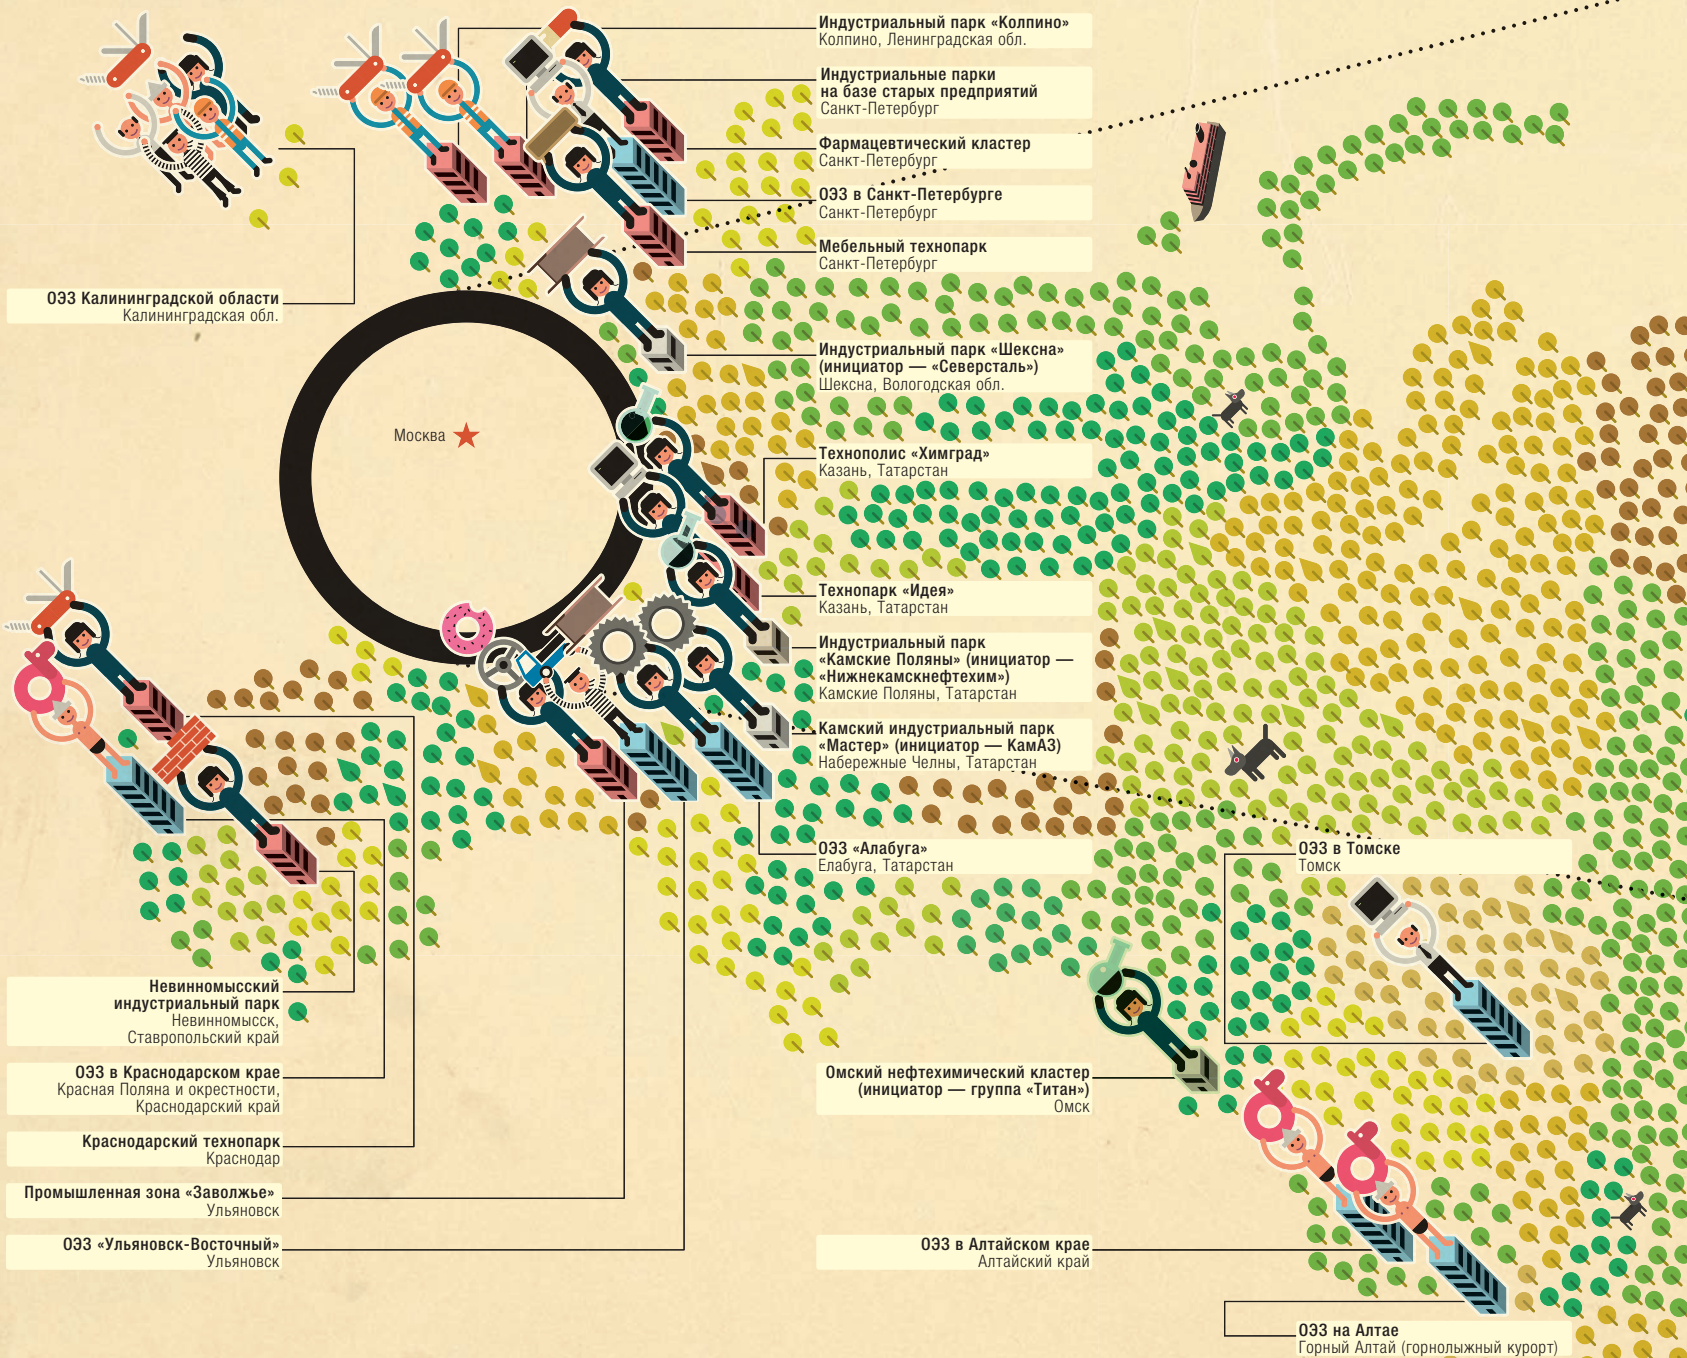 Индустриальный парк «Колпино»
Колпино, Ленинградская обл.
Индустриальные парки
на базе старых предприятий
Санкт-Петербург
Фармацевтический кластер
Санкт-Петербург
ОЭЗ в Санкт-Петербурге
Санкт-Петербург
Мебельный технопарк
Санкт-Петербург
ОЭЗ Калининградской области
Калининградская обл.
Индустриальный парк «Шексна»
(инициатор — «Северсталь»)
Шексна, Вологодская обл.
Москва
Технополис «Химград»
Казань, Татарстан
Технопарк «Идея»
Казань, Татарстан
Индустриальный парк
«Камские Поляны» (инициатор —
«Нижнекамскнефтехим»)
Камские Поляны, Татарстан
Камский индустриальный парк
«Мастер» (инициатор — КамАЗ)
Набережные Челны, Татарстан
ОЭЗ «Алабуга»
Елабуга, Татарстан
ОЭЗ в Томске
Томск
Невинномысский
индустриальный парк
Невинномысск,
Ставропольский край
ОЭЗ в Краснодарском крае
Красная Поляна и окрестности,
Краснодарский край
Краснодарский технопарк
Краснодар
Промышленная зона «Заволжье»
Ульяновск
ОЭЗ «Ульяновск-Восточный»
Ульяновск
Омский нефтехимический кластер
(инициатор — группа «Титан»)
Омск
ОЭЗ в Алтайском крае
Алтайский край
ОЭЗ на Алтае
Горный Алтай (горнолыжный курорт)